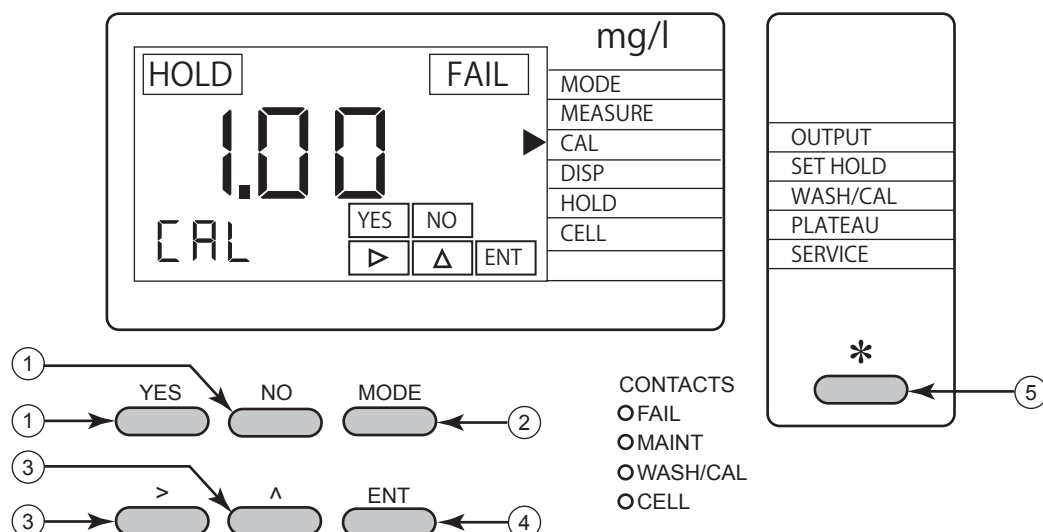 mg/l
HOLD FAIL
1.00
CAL
YES NO
ENT
MODE
MEASURE
CAL
DISP
HOLD
CELL
OUTPUT
SET HOLD
WASH/CAL
PLATEAU
SERVICE
*
5
1
YES NO MODE
1
2
3
> ^ ENT
3
4
CONTACTS
FAIL
MAINT
WASH/CAL
CELL